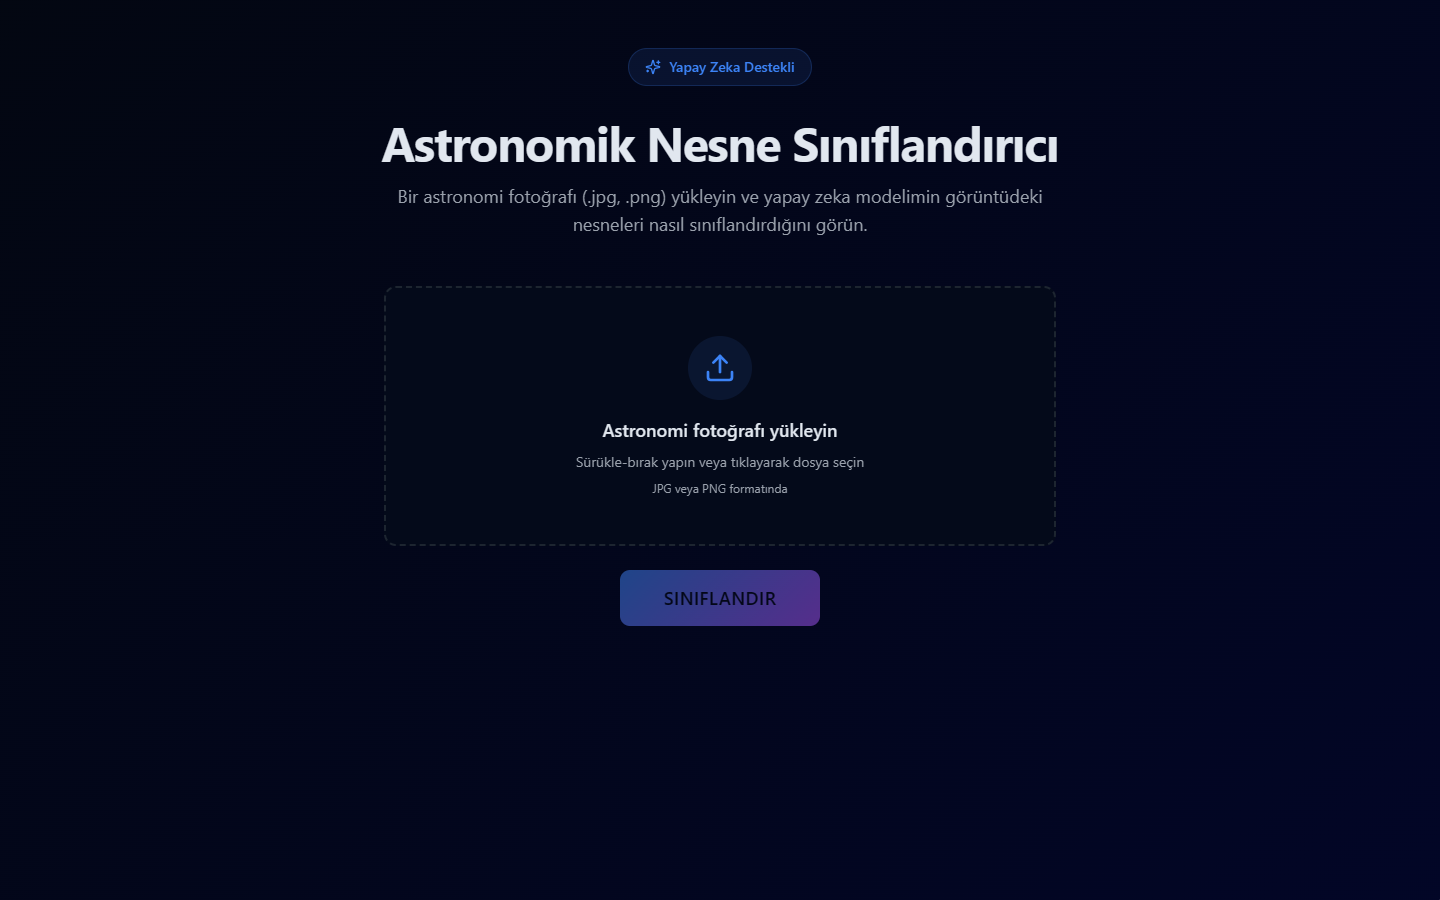 Yapay Zeka Destekli
Astronomik Nesne Sınıflandırıcı
Bir astronomi fotoğrafı (.jpg, .png) yükleyin ve yapay zeka modelimin görüntüdeki
nesneleri nasıl sınıflandırdığını görün.
Astronomi fotoğrafı yükleyin
Sürükle-bırak yapın veya tıklayarak dosya seçin
JPG veya PNG formatında
SINIFLANDIR